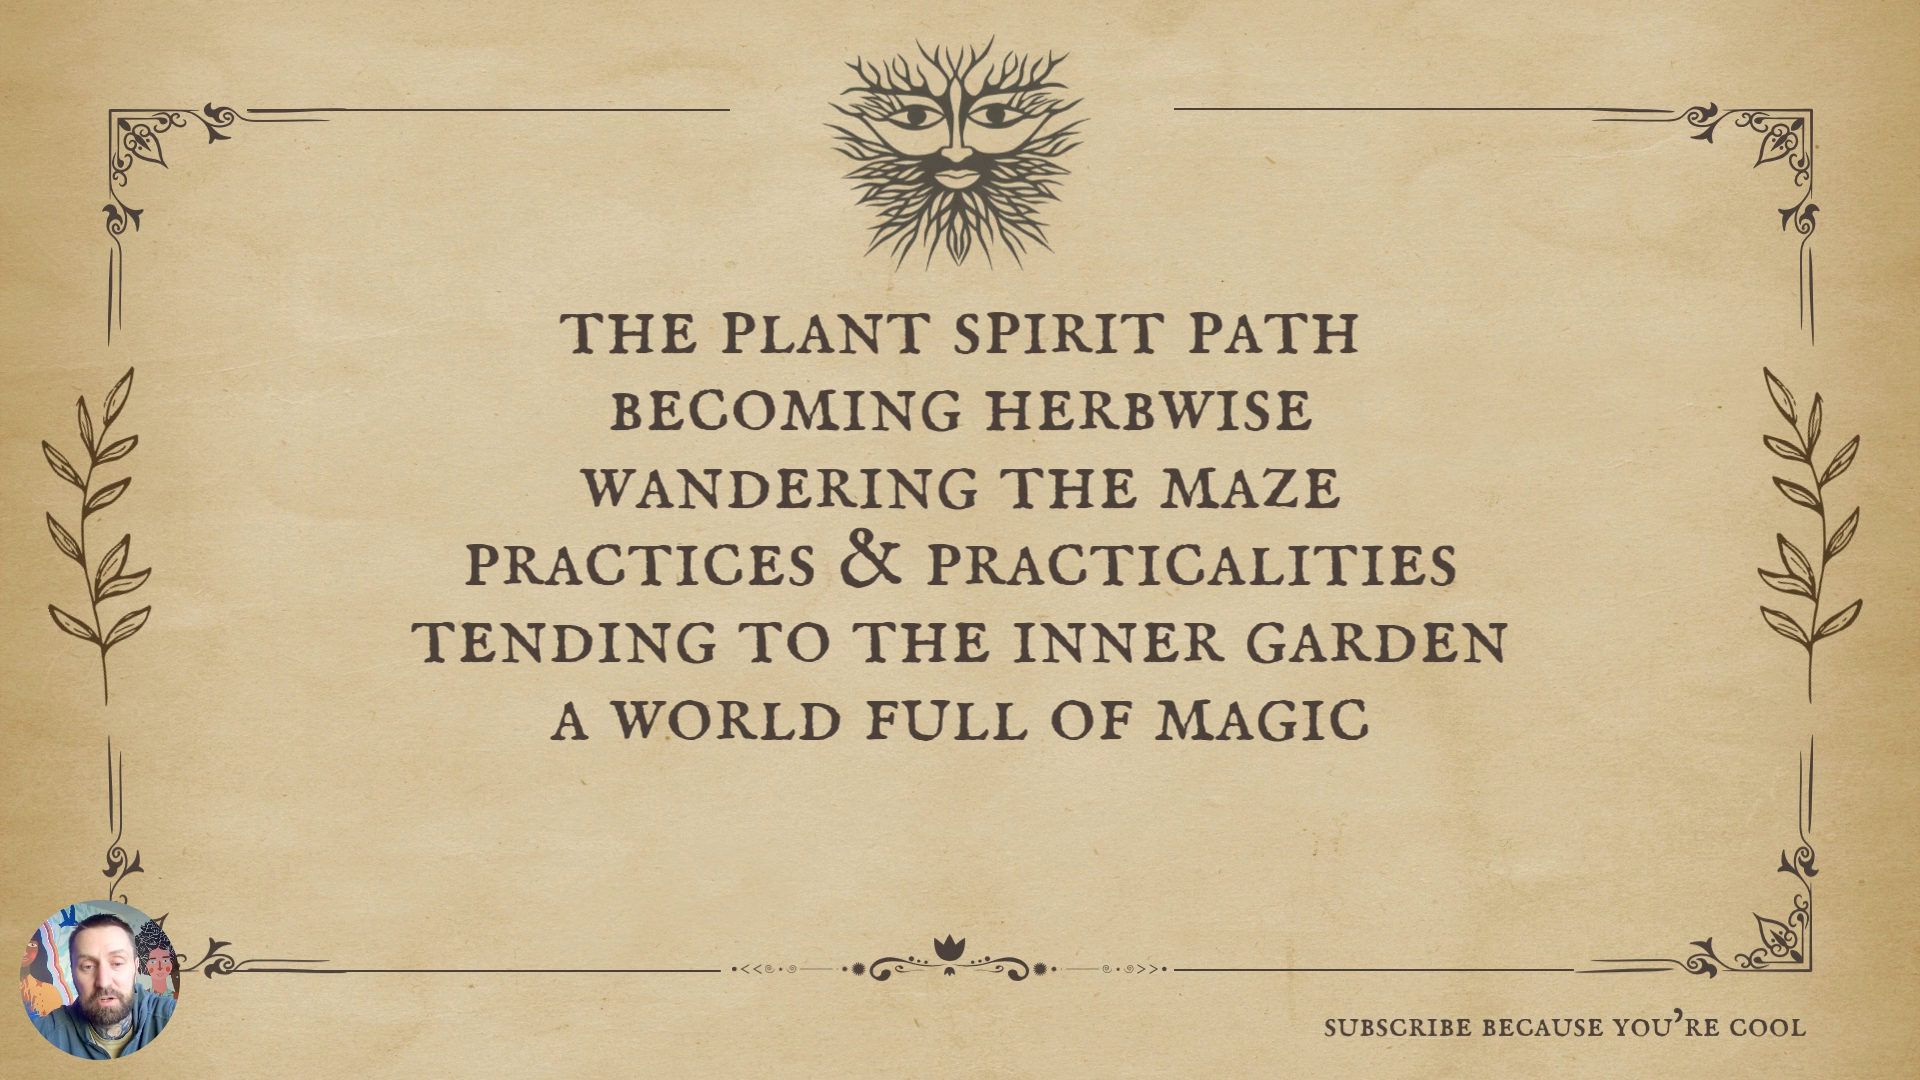 THE PLANT SPIRIT PATH
BECOMING HERBWISE
WANDERING THE MAZE
PRACTICES & PRACTICALITIES
TENDING TO THE INNER GARDEN
A WORLD FULL OF MAGIC
SUBSCRIBE BECAUSE YOU'RE COOL